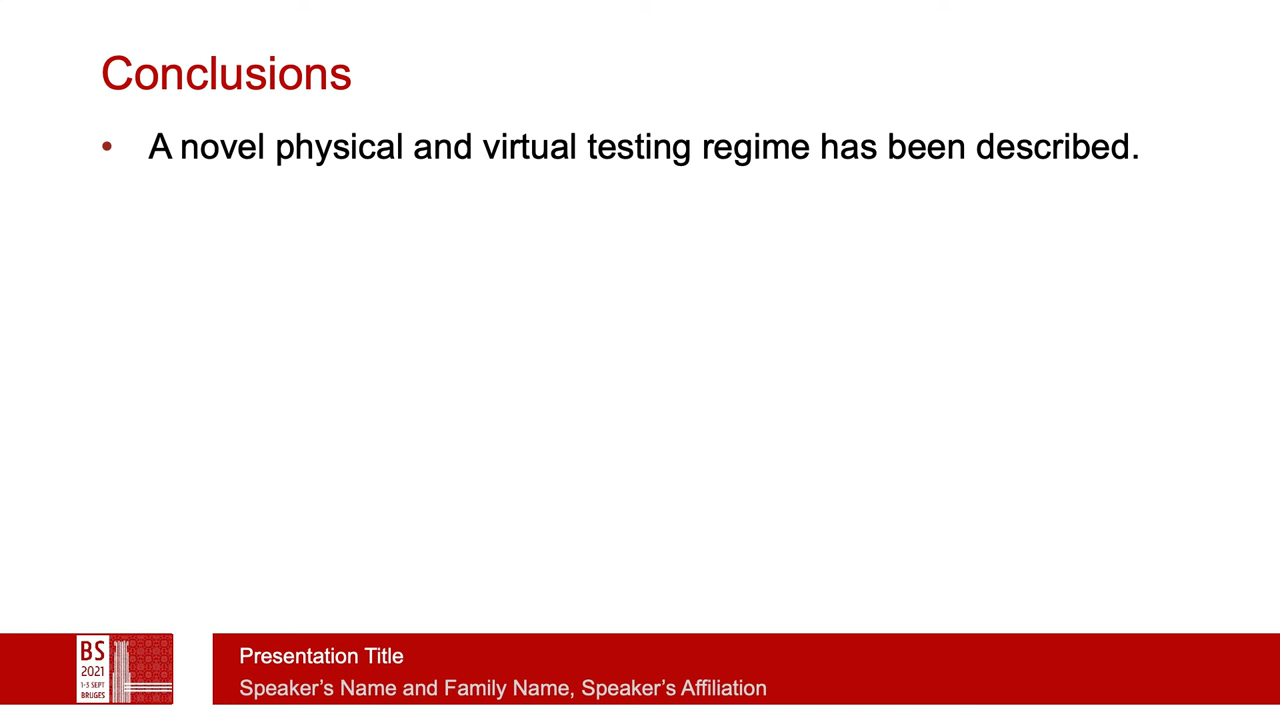 Conclusions
• A novel physical and virtual testing regime has been described.
BS
2021
1-3 SEPT
BRUGES
Presentation Title
Speaker’s Name and Family Name, Speaker’s Affiliation